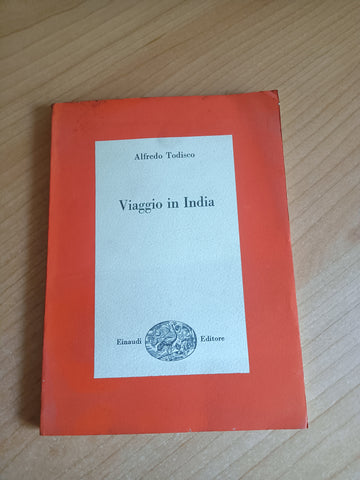 Alfredo Todisco
Viaggio in India
Einaudi Editore